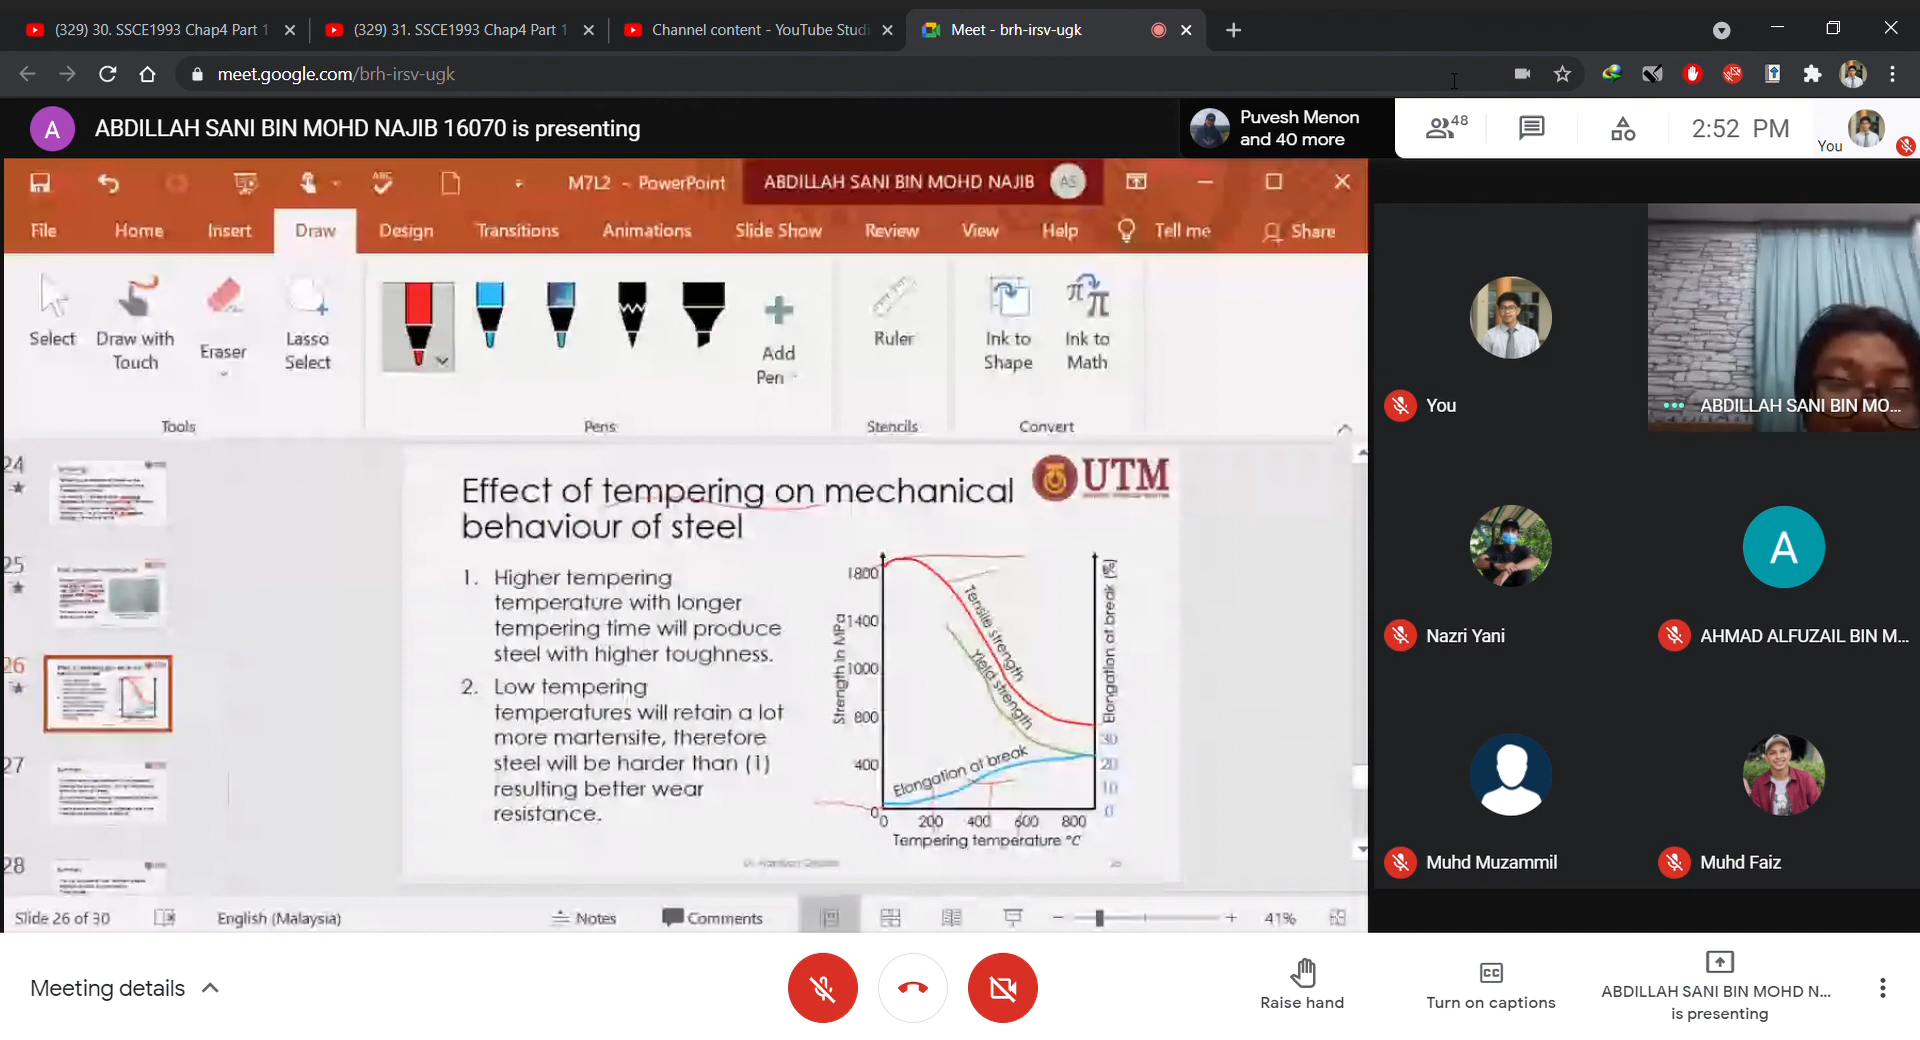 (329) 30. SSCE1993 Chap4 Part 1
(329) 31. SSCE1993 Chap4 Part 1
Channel content - YouTube Studi
Meet - brh-irsv-ugk
meet.google.com/brh-irsv-ugk
A
ABDILLAH SANI BIN MOHD NAJIB 16070 is presenting
Puvesh Menon
and 40 more
48
2:52 PM
You
M7L2 - PowerPoint
ABDILLAH SANI BIN MOHD NAJIB
AS
File
Home
Insert
Draw
Design
Transitions
Animations
Slide Show
Review
View
Help
Tell me
Share
Select
Draw with
Touch
Eraser
Lasso
Select
Add
Pen
Ruler
Ink to
Shape
Ink to
Math
Tools
Pens
Stencils
Convert
24
25
26
27
28
Effect of tempering on mechanical
behaviour of steel
UTM
1. Higher tempering
temperature with longer
tempering time will produce
steel with higher toughness.
2. Low tempering
temperatures will retain a lot
more martensite, therefore
steel will be harder than (1)
resulting better wear
resistance.
Strength in MPa
1800
1400
1000
800
400
0
Tensile strength
Yield strength
Elongation at break
Elongation at break (%)
30
20
10
0
0 200 400 600 800
Tempering temperature °C
Slide 26 of 30
English (Malaysia)
Notes
Comments
41%
You
ABDILLAH SANI BIN MO...
Nazri Yani
A
AHMAD ALFUZAIL BIN M...
Muhd Muzammil
Muhd Faiz
Meeting details
Raise hand
CC
Turn on captions
ABDILLAH SANI BIN MOHD N...
is presenting